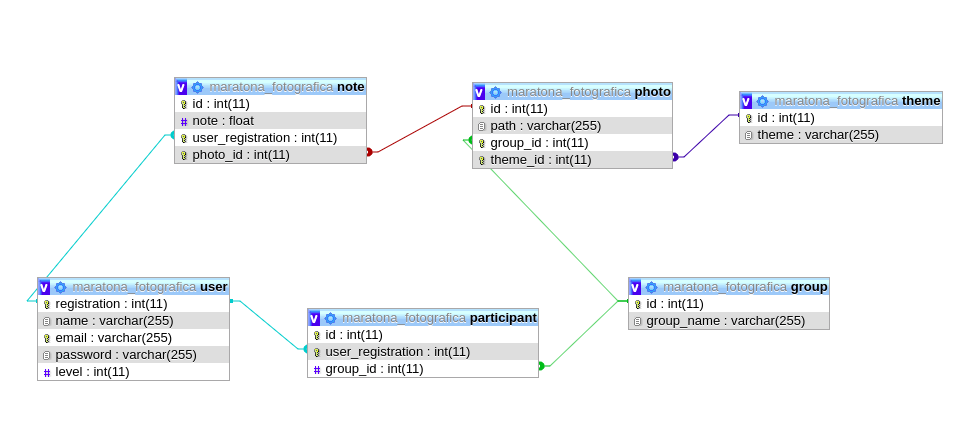 v maratona_fotografica note
id : int(11)
# note : float
user_registration : int(11)
photo_id : int(11)
v maratona_fotografica photo
id : int(11)
path : varchar(255)
group_id : int(11)
theme_id : int(11)
v maratona_fotografica theme
id : int(11)
theme : varchar(255)
v maratona_fotografica user
registration : int(11)
name : varchar(255)
email : varchar(255)
password : varchar(255)
# level : int(11)
v maratona_fotografica participant
id : int(11)
user_registration : int(11)
# group_id : int(11)
v maratona_fotografica group
id : int(11)
group_name : varchar(255)